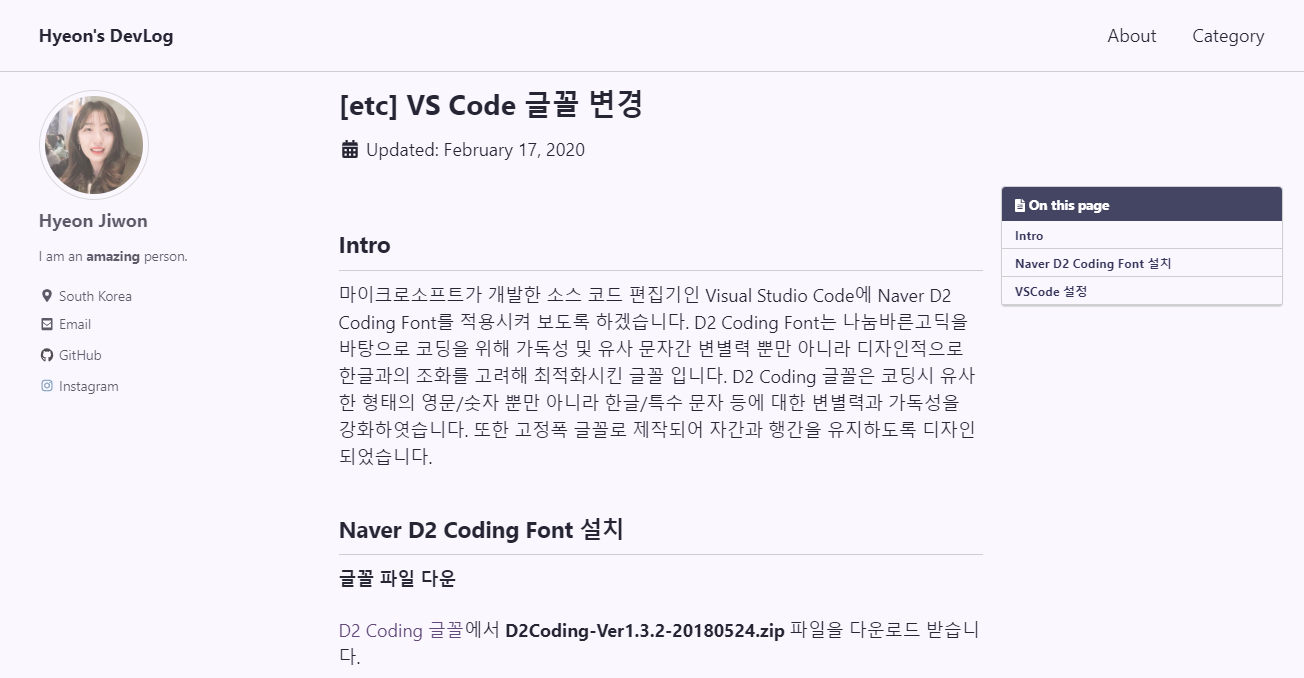 Hyeon's DevLog
About
Category
Hyeon Jiwon
I am an amazing person.
South Korea
Email
GitHub
Instagram
[etc] VS Code 글꼴 변경
Updated: February 17, 2020
Intro
마이크로소프트가 개발한 소스 코드 편집기인 Visual Studio Code에 Naver D2
Coding Font를 적용시켜 보도록 하겠습니다. D2 Coding Font는 나눔바른고딕을
바탕으로 코딩을 위해 가독성 및 유사 문자간 변별력 뿐만 아니라 디자인적으로
한글과의 조화를 고려해 최적화시킨 글꼴 입니다. D2 Coding 글꼴은 코딩시 유사
한 형태의 영문/숫자 뿐만 아니라 한글/특수 문자 등에 대한 변별력과 가독성을
강화하엿습니다. 또한 고정폭 글꼴로 제작되어 자간과 행간을 유지하도록 디자인
되었습니다.
Naver D2 Coding Font 설치
글꼴 파일 다운
D2 Coding 글꼴에서 D2Coding-Ver1.3.2-20180524.zip 파일을 다운로드 받습니
다.
On this page
Intro
Naver D2 Coding Font 설치
VSCode 설정